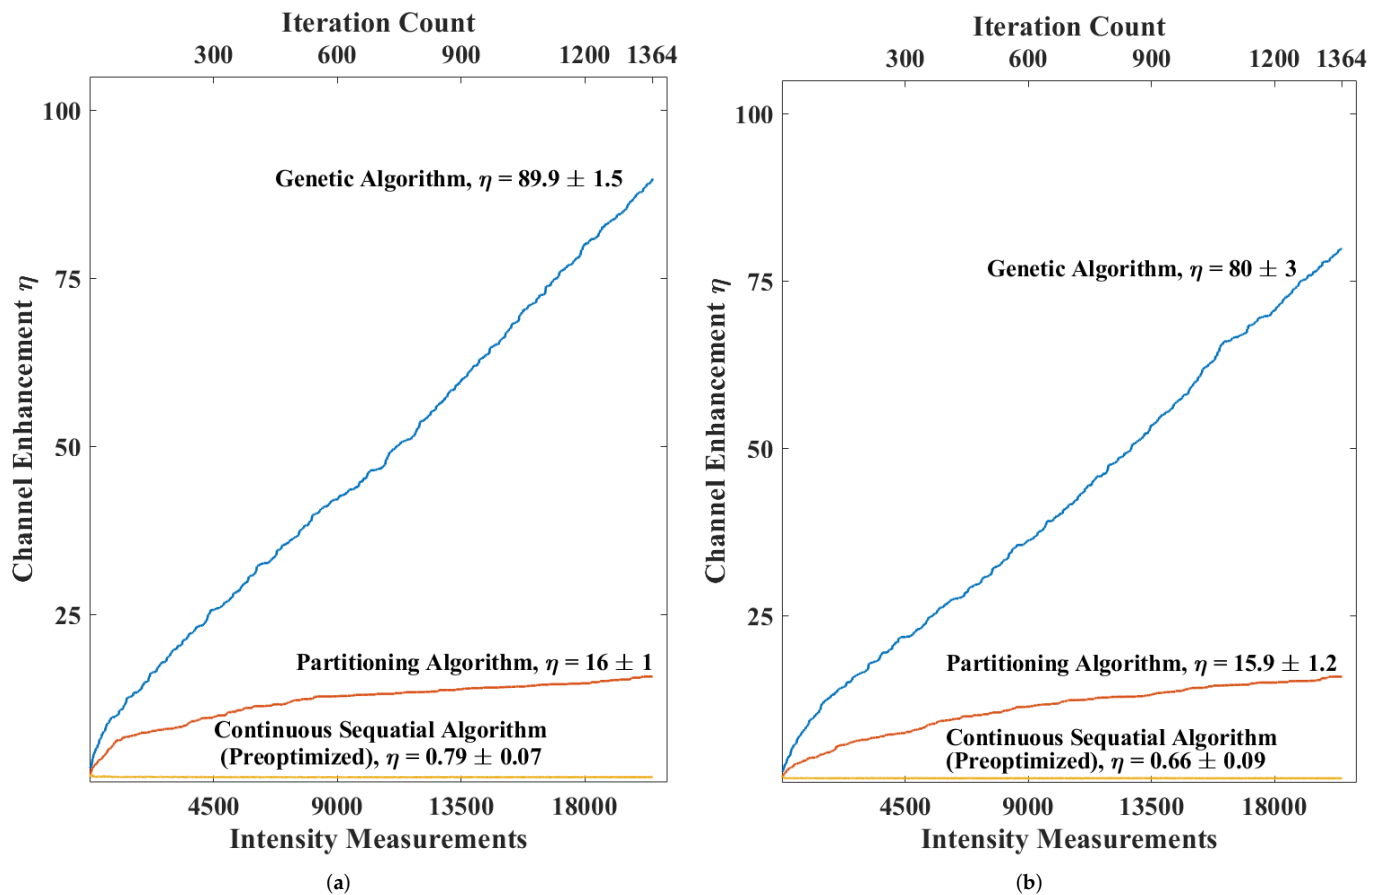 Iteration Count
300 600 900 1200 1364
100
75
50
25
Channel Enhancement η
Genetic Algorithm, η = 89.9 ± 1.5
Partitioning Algorithm, η = 16 ± 1
Continuous Sequatial Algorithm
(Preoptimized), η = 0.79 ± 0.07
4500 9000 13500 18000
Intensity Measurements
(a)
Iteration Count
300 600 900 1200 1364
100
75
50
25
Channel Enhancement η
Genetic Algorithm, η = 80 ± 3
Partitioning Algorithm, η = 15.9 ± 1.2
Continuous Sequatial Algorithm
(Preoptimized), η = 0.66 ± 0.09
4500 9000 13500 18000
Intensity Measurements
(b)